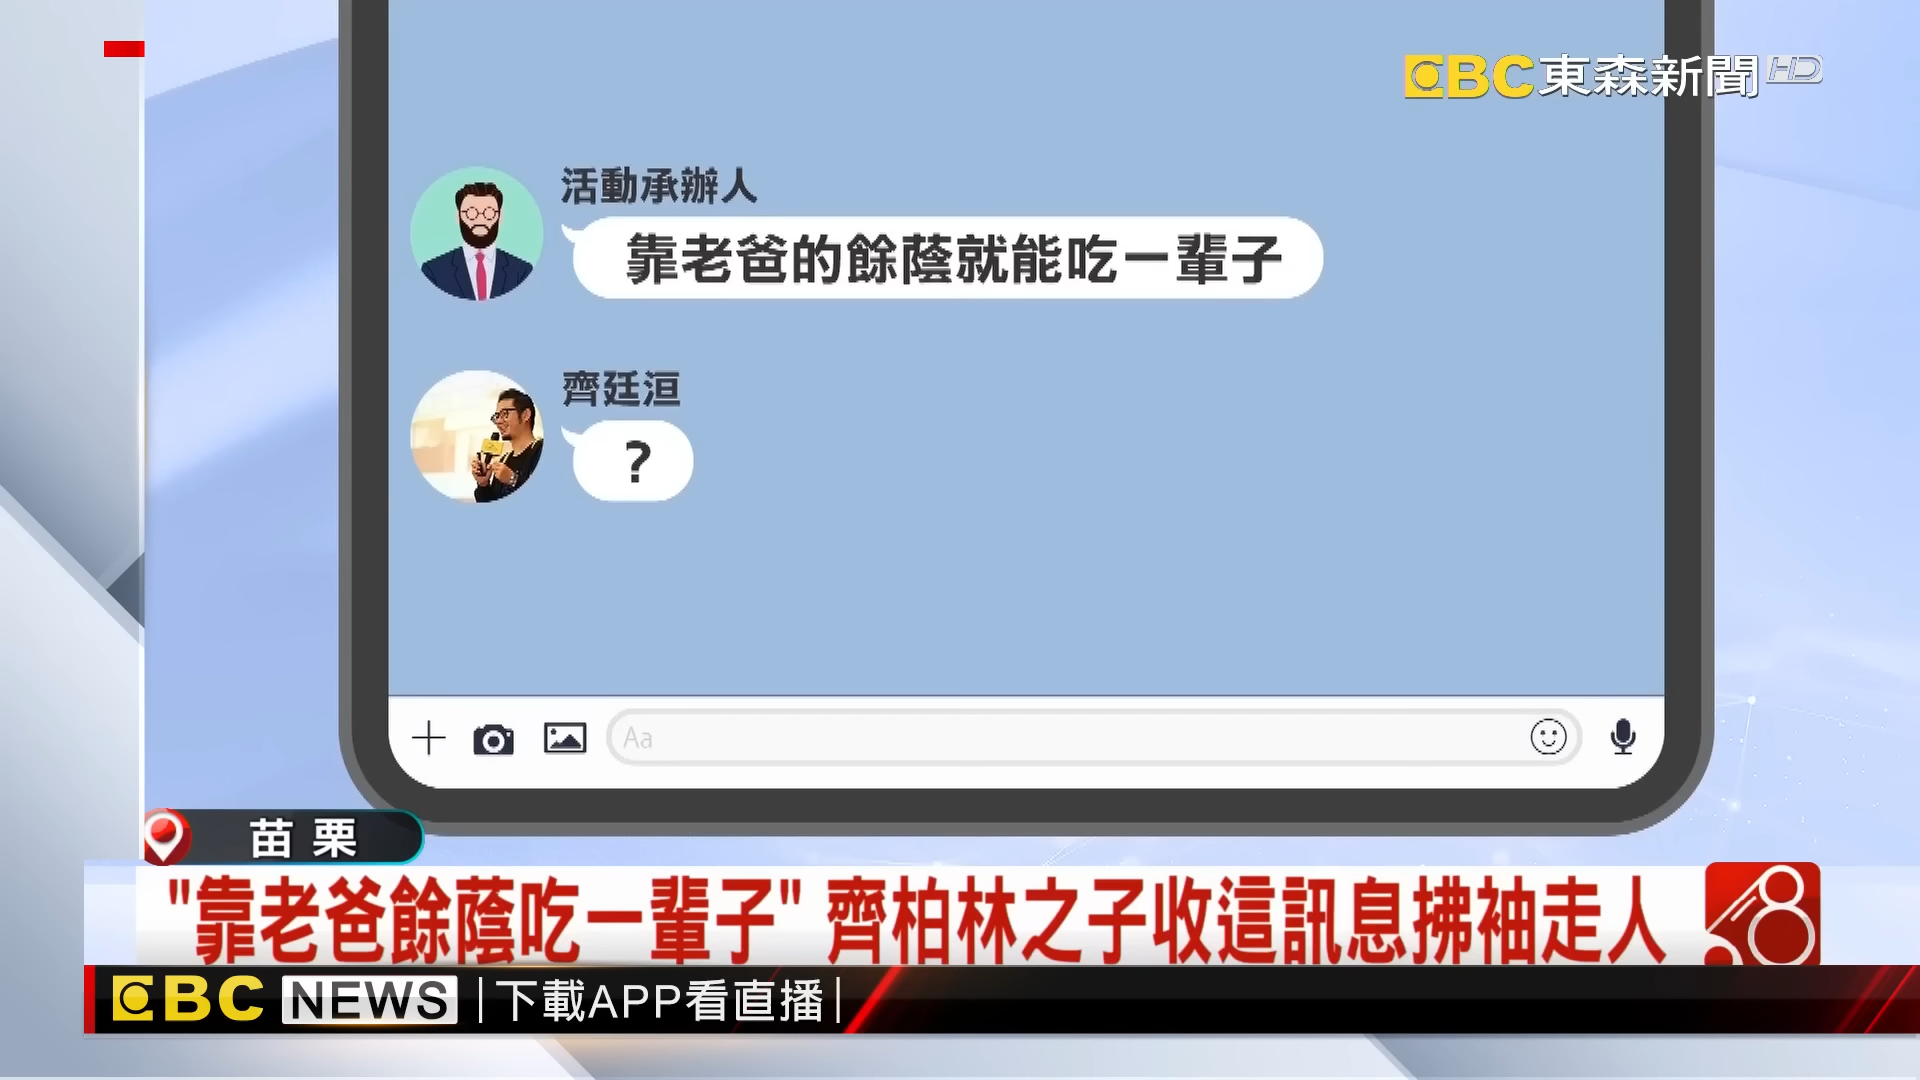 EBC東森新聞HD
活動承辦人
靠老爸的餘蔭就能吃一輩子
齊廷洹
?
Aa
苗栗
"靠老爸餘蔭吃一輩子" 齊柏林之子收這訊息拂袖走人
EBC NEWS |下載APP看直播|